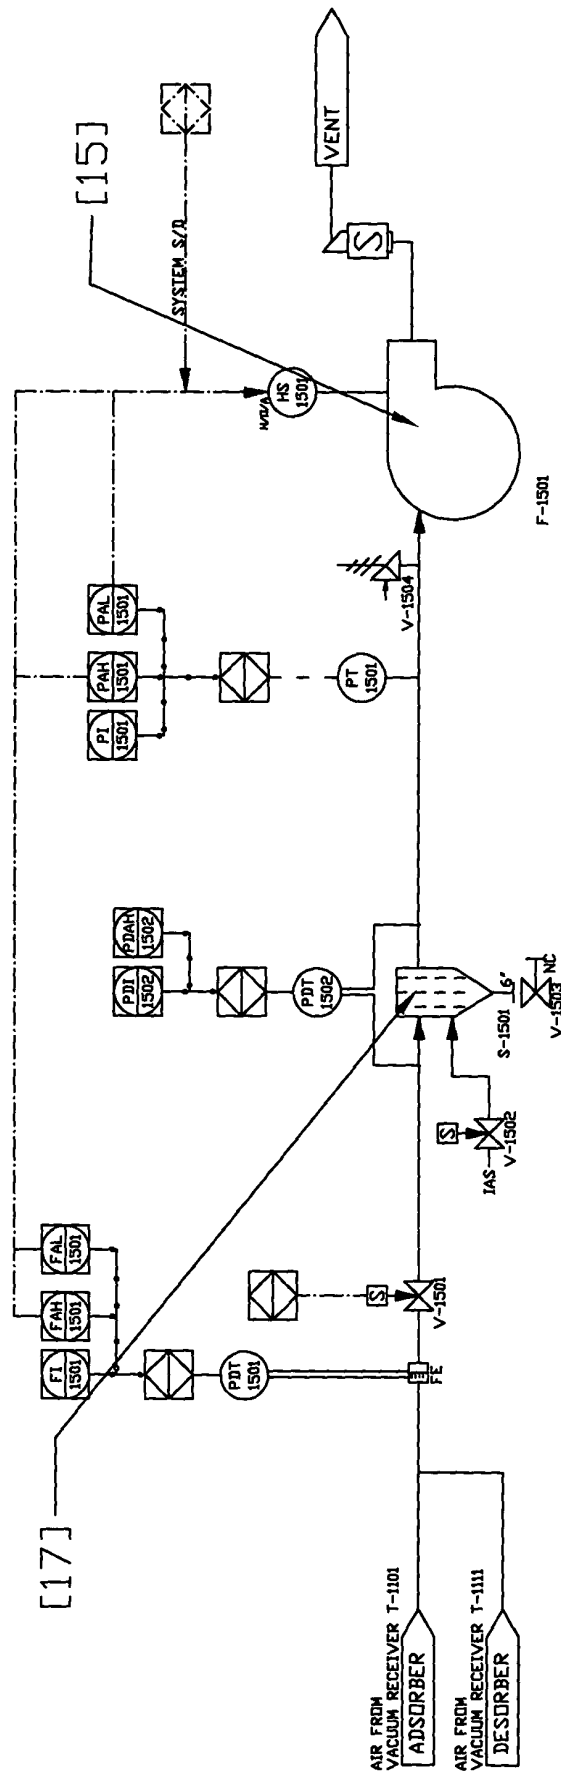 [15]
[17]
SYSTEM S/D
VENT
S
H/O/A
HS
1501
F-1501
V-1504
PAL
1501
PAH
1501
PI
1501
PT
1501
PDAH
1502
PDI
1502
PDT
1502
S-1501
6"
NC
V-1503
S
IAS
V-1502
FAL
1501
FAH
1501
FI
1501
PDT
1501
S
V-1501
FE
AIR FROM
VACUUM RECEIVER T-1101
ADSORBER
AIR FROM
VACUUM RECEIVER T-1111
DESORBER